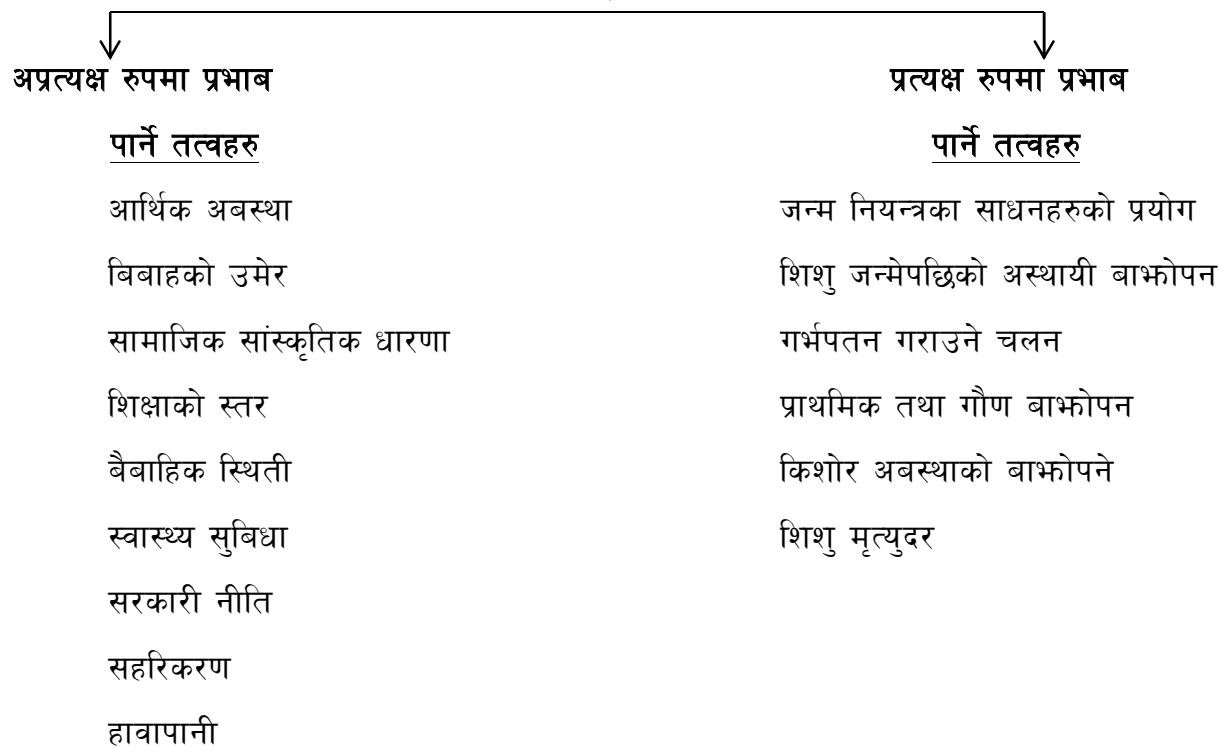 अप्रत्यक्ष रुपमा प्रभाब
पार्ने तत्वहरु
आर्थिक अबस्था
बिबाहको उमेर
सामाजिक सांस्कृतिक धारणा
शिक्षाको स्तर
बैबाहिक स्थिती
स्वास्थ्य सुबिधा
सरकारी नीति
सहरिकरण
हावापानी
प्रत्यक्ष रुपमा प्रभाब
पार्ने तत्वहरु
जन्म नियन्त्रका साधनहरुको प्रयोग
शिशु जन्मेपछिको अस्थायी बाझोपन
गर्भपतन गराउने चलन
प्राथमिक तथा गौण बाझोपन
किशोर अबस्थाको बाझोपने
शिशु मृत्युदर